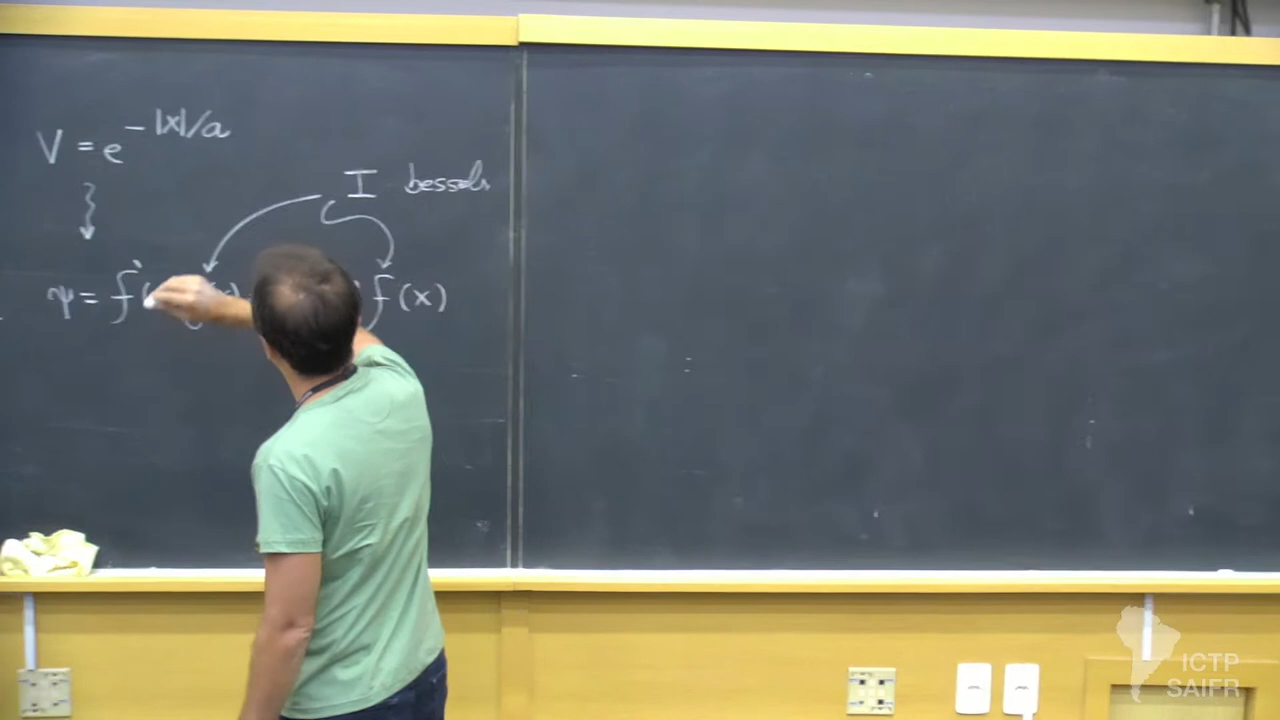 V = e^{-|x|/a}
I bessels
ψ = f'( (x) f(x)
ICTP
SAIFR